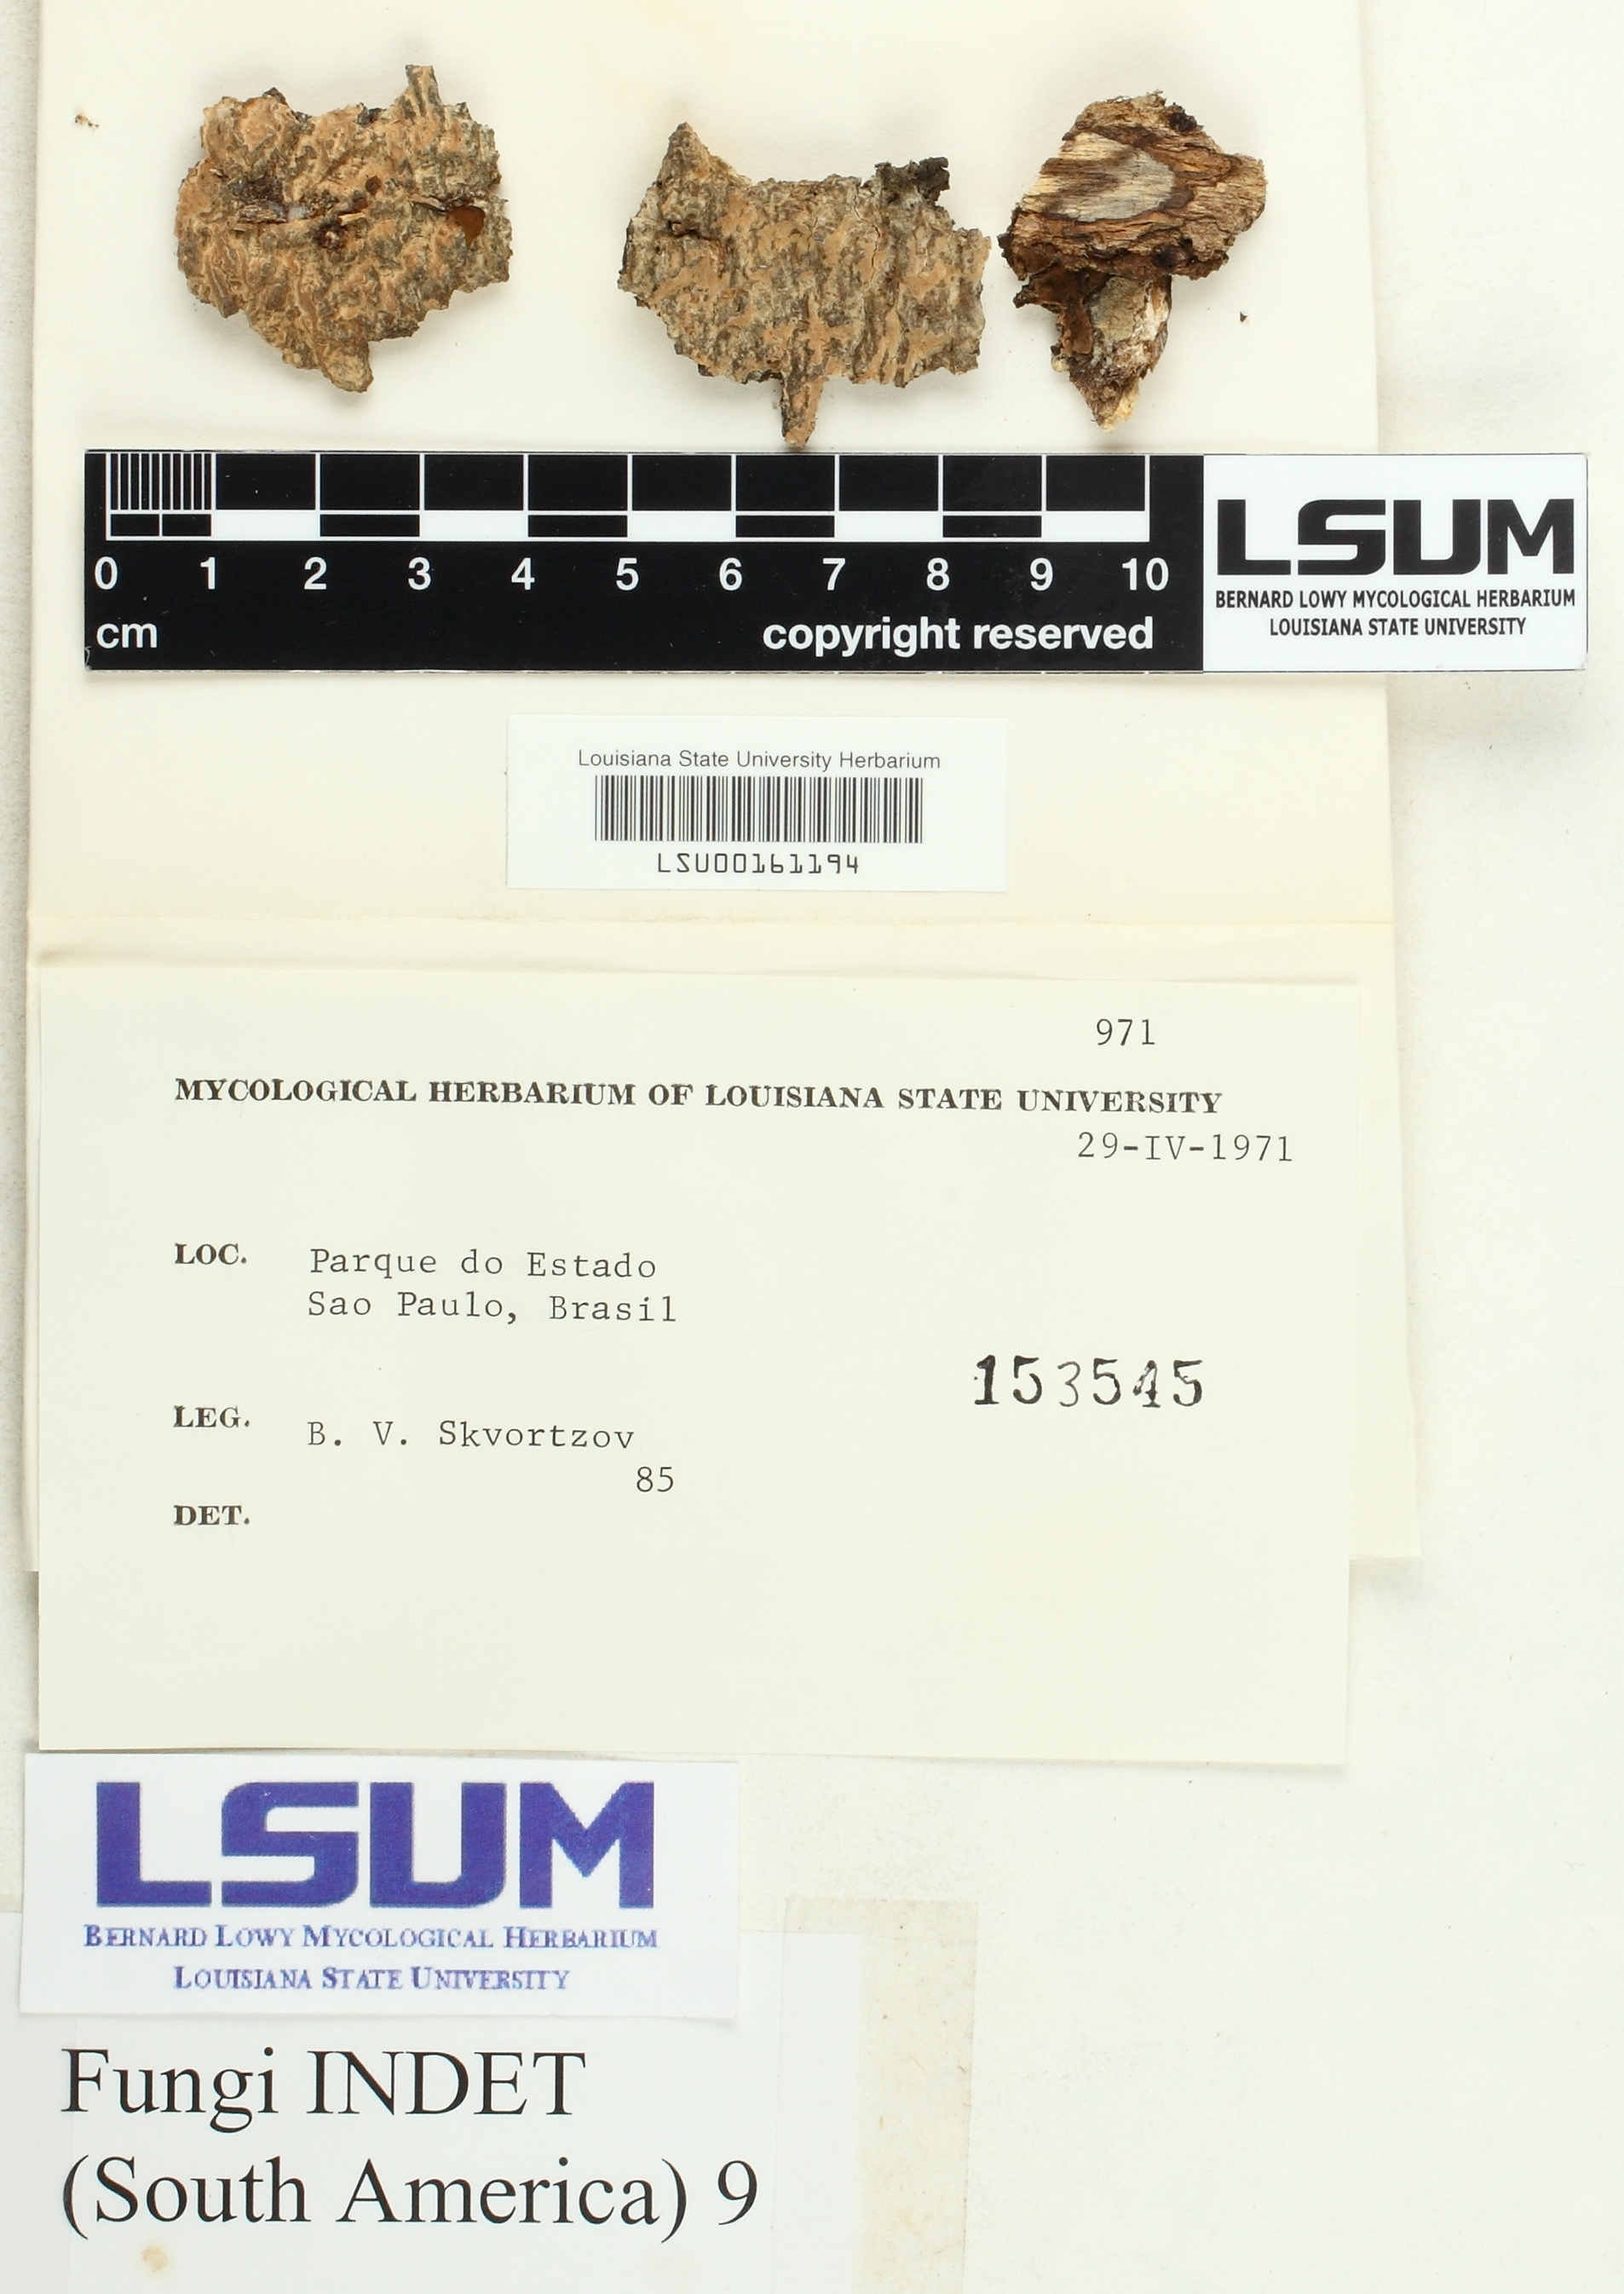 0 1 2 3 4 5 6 7 8 9 10
cm copyright reserved
LSUM
BERNARD LOWY MYCOLOGICAL HERBARIUM
LOUISIANA STATE UNIVERSITY
Louisiana State University Herbarium
LSU00161194
971
MYCOLOGICAL HERBARIUM OF LOUISIANA STATE UNIVERSITY
29-IV-1971
LOC. Parque do Estado
Sao Paulo, Brasil
153545
LEG. B. V. Skvortzov
85
DET.
LSUM
BERNARD LOWY MYCOLOGICAL HERBARIUM
LOUISIANA STATE UNIVERSITY
Fungi INDET
(South America) 9